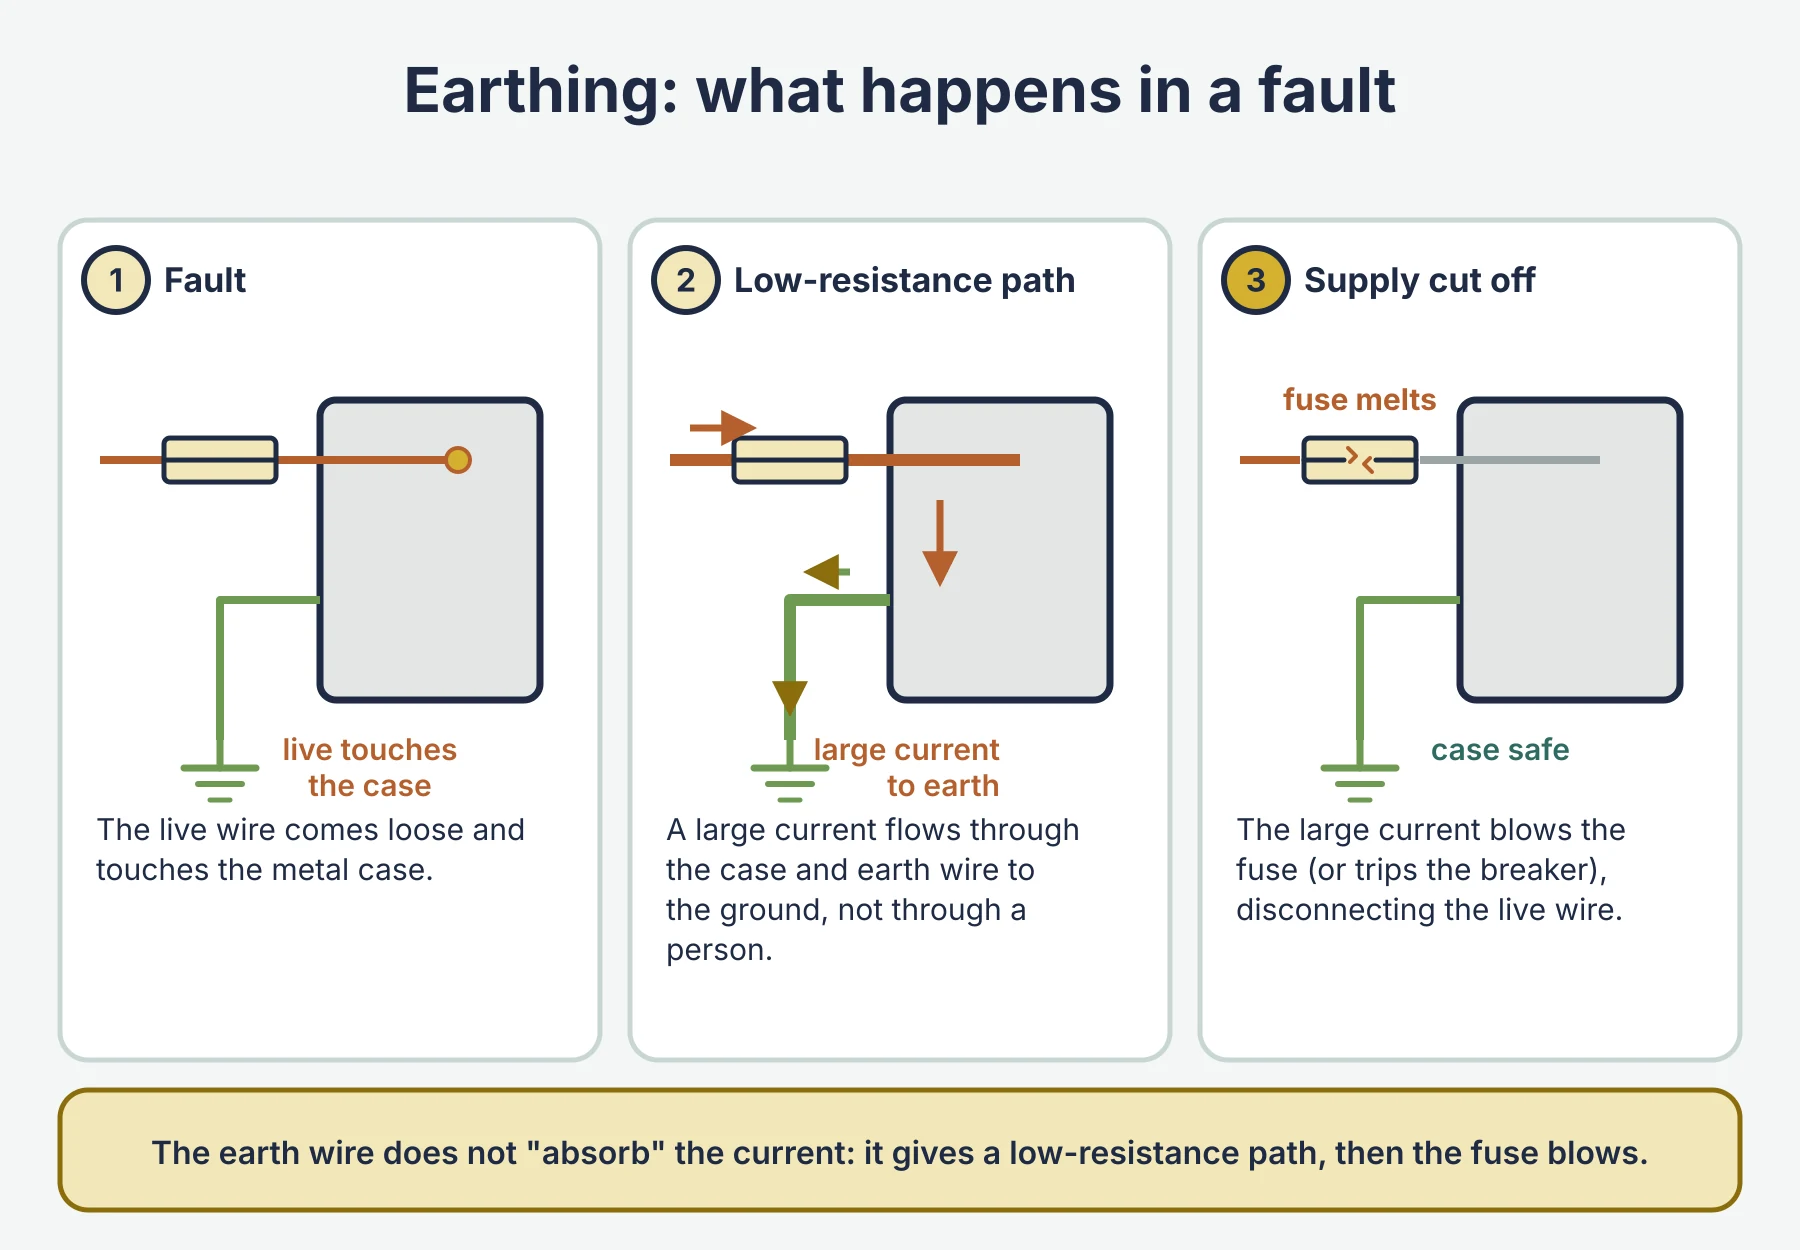 Earthing: what happens in a fault
1 Fault
live touches
the case
The live wire comes loose and
touches the metal case.
2 Low-resistance path
large current
to earth
A large current flows through
the case and earth wire to
the ground, not through a
person.
3 Supply cut off
fuse melts
case safe
The large current blows the
fuse (or trips the breaker),
disconnecting the live wire.
The earth wire does not "absorb" the current: it gives a low-resistance path, then the fuse blows.